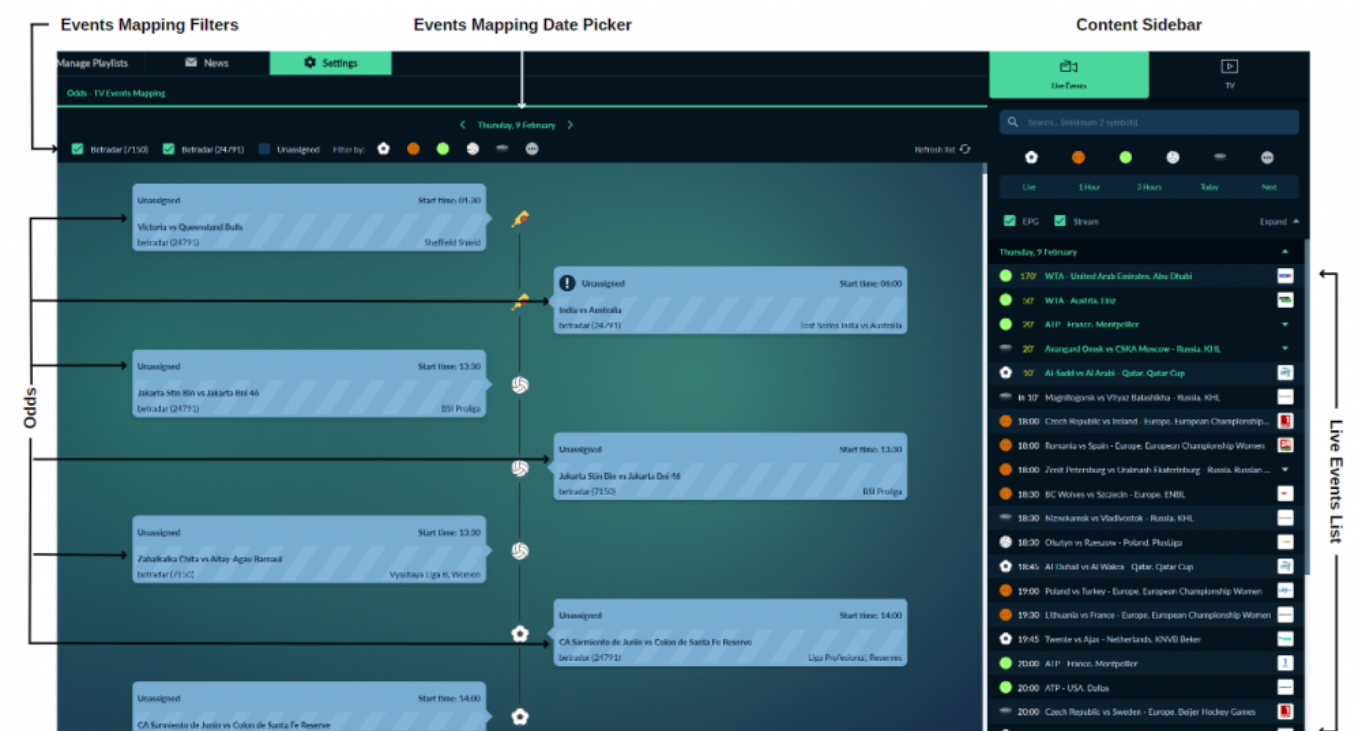 Events Mapping Filters
Events Mapping Date Picker
Content Sidebar
Manage Playlists
News
Settings
Live Events
TV
Odds - TV Events Mapping
Thursday, 9 February
Search... (minimum 2 symbols)
Betradar (7150)
Betradar (24791)
Unassigned
Filter by:
Refresh list
Live
1 Hour
3 Hours
Today
Next
EPG
Stream
Expand
Odds
Unassigned
Start time: 01:30
Victoria vs Queensland Bulls
betradar (24791)
Sheffield Shield
Unassigned
Start time: 06:00
India vs Australia
betradar (24791)
Test Series India vs Australia
Unassigned
Start time: 13:30
Jakarta Stin Bin vs Jakarta Bni 46
betradar (24791)
BSI Proliga
Unassigned
Start time: 13:30
Jakarta Stin Bin vs Jakarta Bni 46
betradar (7150)
BSI Proliga
Unassigned
Start time: 13:30
Zabaikalka Chita vs Altay-Agau Barnaul
betradar (7150)
Vysshaya Liga B, Women
Unassigned
Start time: 14:00
CA Sarmiento de Junin vs Colon de Santa Fe Reserve
betradar (24791)
Liga Profesional, Reserves
Unassigned
Start time: 14:00
CA Sarmiento de Junin vs Colon de Santa Fe Reserve
Thursday, 9 February
170' WTA - United Arab Emirates. Abu Dhabi
50' WTA - Austria. Linz
20' ATP - France. Montpellier
20' Avangard Omsk vs CSKA Moscow - Russia. KHL
10' Al-Sadd vs Al Arabi - Qatar. Qatar Cup
in 10' Magnitogorsk vs Vityaz Balashikha - Russia. KHL
18:00 Czech Republic vs Ireland - Europe. European Championship...
18:00 Romania vs Spain - Europe. European Championship Women
18:00 Zenit Petersburg vs Uralmash Ekaterinburg - Russia. Russian ...
18:30 BC Wolves vs Szczecin - Europe. ENBL
18:30 Niznekamsk vs Vladivostok - Russia. KHL
18:30 Olsztyn vs Rzeszow - Poland. PlusLiga
18:45 Al Duhail vs Al Wakra - Qatar. Qatar Cup
19:00 Poland vs Turkey - Europe. European Championship Women
19:30 Lithuania vs France - Europe. European Championship Women
19:45 Twente vs Ajax - Netherlands. KNVB Beker
20:00 ATP - France. Montpellier
20:00 ATP - USA. Dallas
20:00 Czech Republic vs Sweden - Europe. Beijer Hockey Games
Live Events List